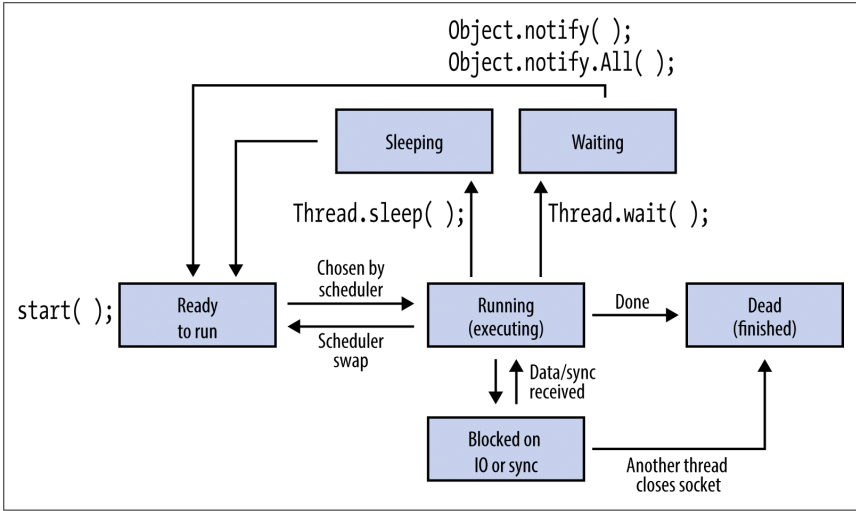 Object.notify( );
Object.notify.All( );
Sleeping
Waiting
Thread.sleep( );
Thread.wait( );
start( );
Ready
to run
Chosen by
scheduler
Scheduler
swap
Running
(executing)
Done
Dead
(finished)
Data/sync
received
Blocked on
IO or sync
Another thread
closes socket